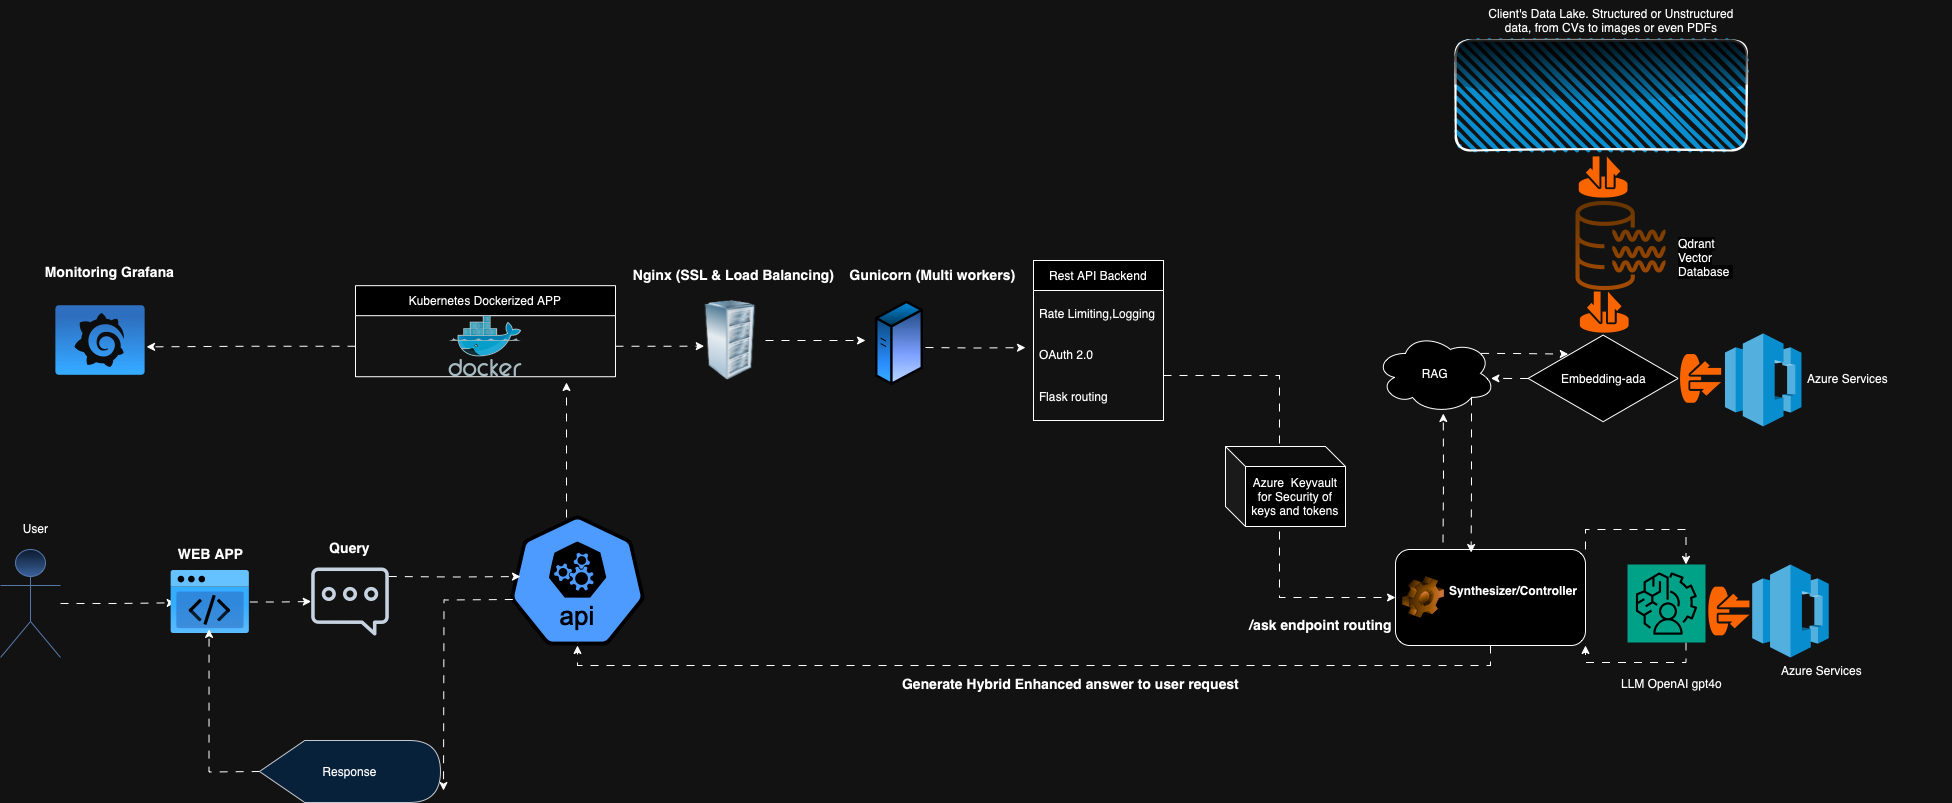 Client's Data Lake. Structured or Unstructured
data, from CVs to images or even PDFs
Qdrant
Vector
Database
Monitoring Grafana
Kubernetes Dockerized APP
docker
Nginx (SSL & Load Balancing)
Gunicorn (Multi workers)
Rest API Backend
Rate Limiting,Logging
OAuth 2.0
Flask routing
RAG
Embedding-ada
Azure Services
Azure  Keyvault
for Security of
keys and tokens
User
WEB APP
Query
api
Synthesizer/Controller
/ask endpoint routing
LLM OpenAI gpt4o
Azure Services
Generate Hybrid Enhanced answer to user request
Response